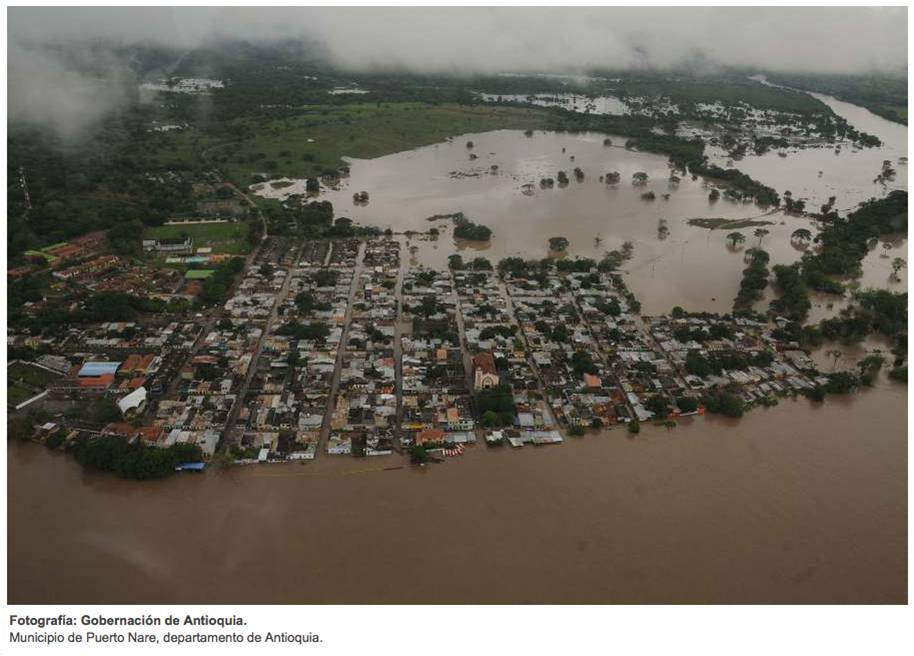 Fotografía: Gobernación de Antioquia.
Municipio de Puerto Nare, departamento de Antioquia.